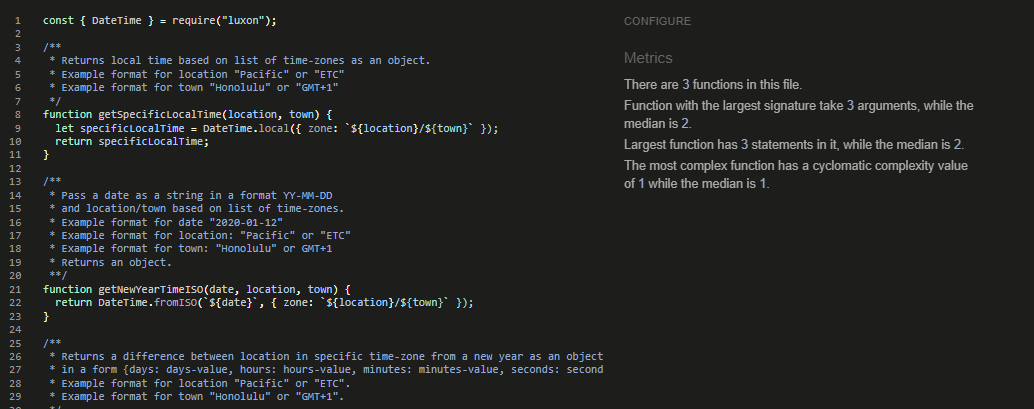 1 const { DateTime } = require("luxon");
2
3 /**
4 * Returns local time based on list of time-zones as an object.
5 * Example format for location "Pacific" or "ETC"
6 * Example format for town "Honolulu" or "GMT+1"
7 */
8 function getSpecificLocalTime(location, town) {
9 let specificLocalTime = DateTime.local({ zone: `${location}/${town}` });
10 return specificLocalTime;
11 }
12
13 /**
14 * Pass a date as a string in a format YY-MM-DD
15 * and location/town based on list of time-zones.
16 * Example format for date "2020-01-12"
17 * Example format for location: "Pacific" or "ETC"
18 * Example format for town: "Honolulu" or GMT+1
19 * Returns an object.
20 **/
21 function getNewYearTimeISO(date, location, town) {
22 return DateTime.fromISO(`${date}`, { zone: `${location}/${town}` });
23 }
24
25 /**
26 * Returns a difference between location in specific time-zone from a new year as an object
27 * in a form {days: days-value, hours: hours-value, minutes: minutes-value, seconds: second
28 * Example format for location "Pacific" or "ETC".
29 * Example format for town "Honolulu" or "GMT+1".
CONFIGURE
Metrics
There are 3 functions in this file.
Function with the largest signature take 3 arguments, while the
median is 2.
Largest function has 3 statements in it, while the median is 2.
The most complex function has a cyclomatic complexity value
of 1 while the median is 1.